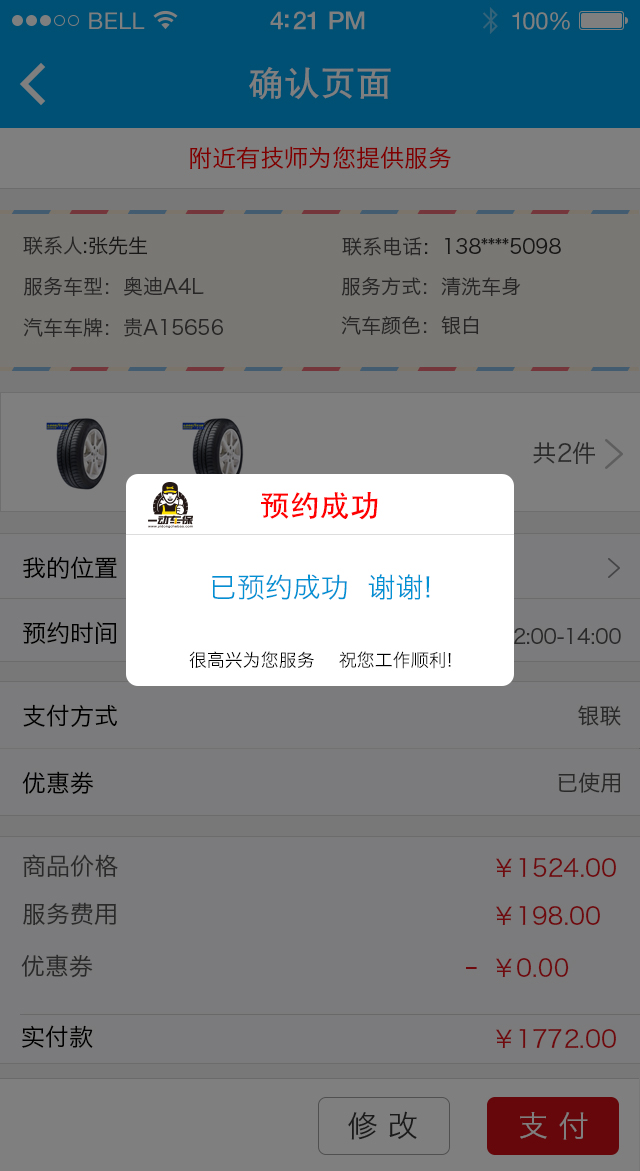 BELL 4:21 PM 100%
确认页面
附近有技师为您提供服务
联系人:张先生 联系电话：138****5098
服务车型：奥迪A4L 服务方式：清洗车身
汽车车牌：贵A15656 汽车颜色：银白
共2件
一动车保
预约成功
已预约成功 谢谢!
很高兴为您服务 祝您工作顺利!
我的位置
预约时间 2:00-14:00
支付方式 银联
优惠劵 已使用
商品价格 ￥1524.00
服务费用 ￥198.00
优惠劵 - ￥0.00
实付款 ￥1772.00
修改 支付